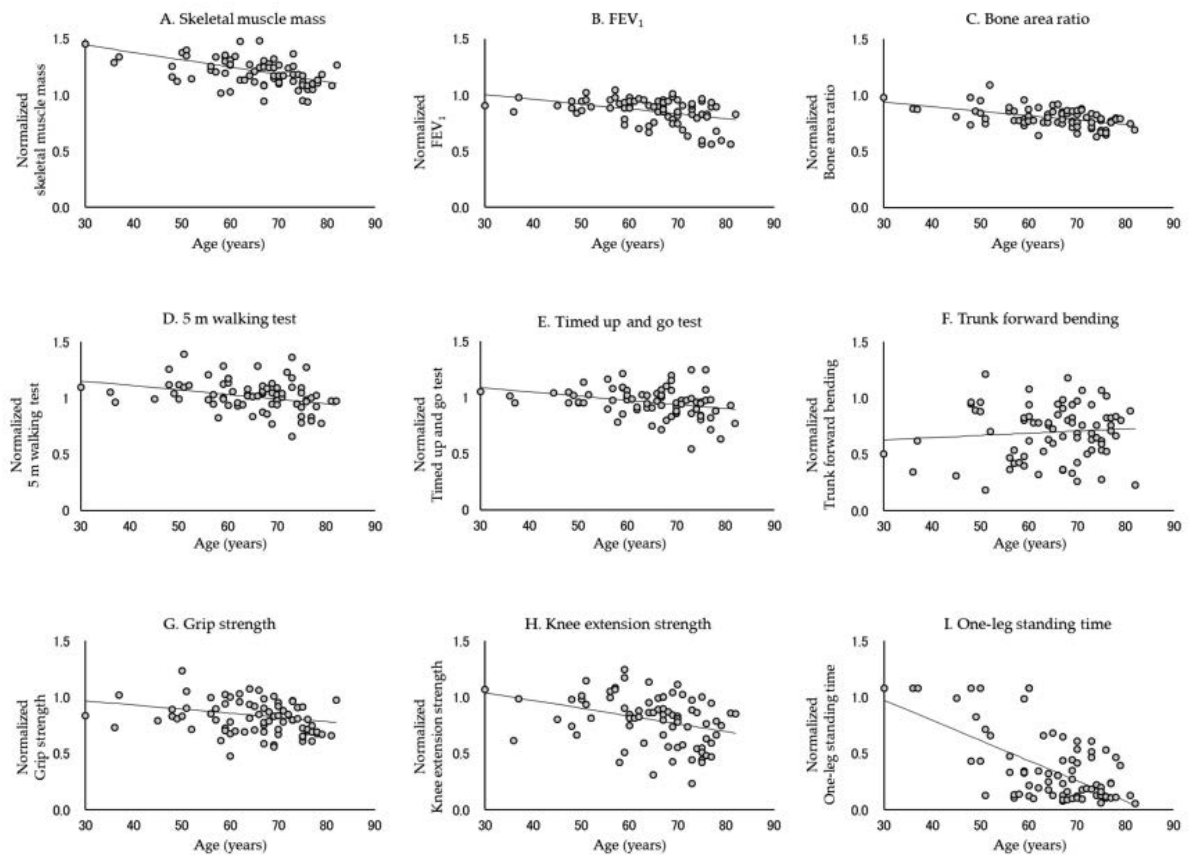 A. Skeletal muscle mass
1.5
1.0
0.5
0.0
Normalized
skeletal muscle mass
30 40 50 60 70 80 90
Age (years)
B. FEV₁
1.5
1.0
0.5
0.0
Normalized
FEV₁
30 40 50 60 70 80 90
Age (years)
C. Bone area ratio
1.5
1.0
0.5
0.0
Normalized
Bone area ratio
30 40 50 60 70 80 90
Age (years)
D. 5 m walking test
1.5
1
0.5
0
Normalized
5 m walking test
30 40 50 60 70 80 90
Age (years)
E. Timed up and go test
1.5
1
0.5
0
Normalized
Timed up and go test
30 40 50 60 70 80 90
Age (years)
F. Trunk forward bending
1.5
1.0
0.5
0.0
Normalized
Trunk forward bending
30 40 50 60 70 80 90
Age (years)
G. Grip strength
1.5
1.0
0.5
0.0
Normalized
Grip strength
30 40 50 60 70 80 90
Age (years)
H. Knee extension strength
1.5
1.0
0.5
0.0
Normalized
Knee extension strength
30 40 50 60 70 80 90
Age (years)
I. One-leg standing time
1.5
1.0
0.5
0.0
Normalized
One-leg standing time
30 40 50 60 70 80 90
Age (years)